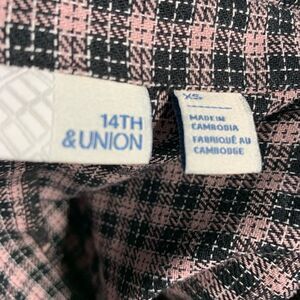 14TH
&UNION
XS
MADE IN
CAMBODIA
FABRIQUÉ AU
CAMBODGE